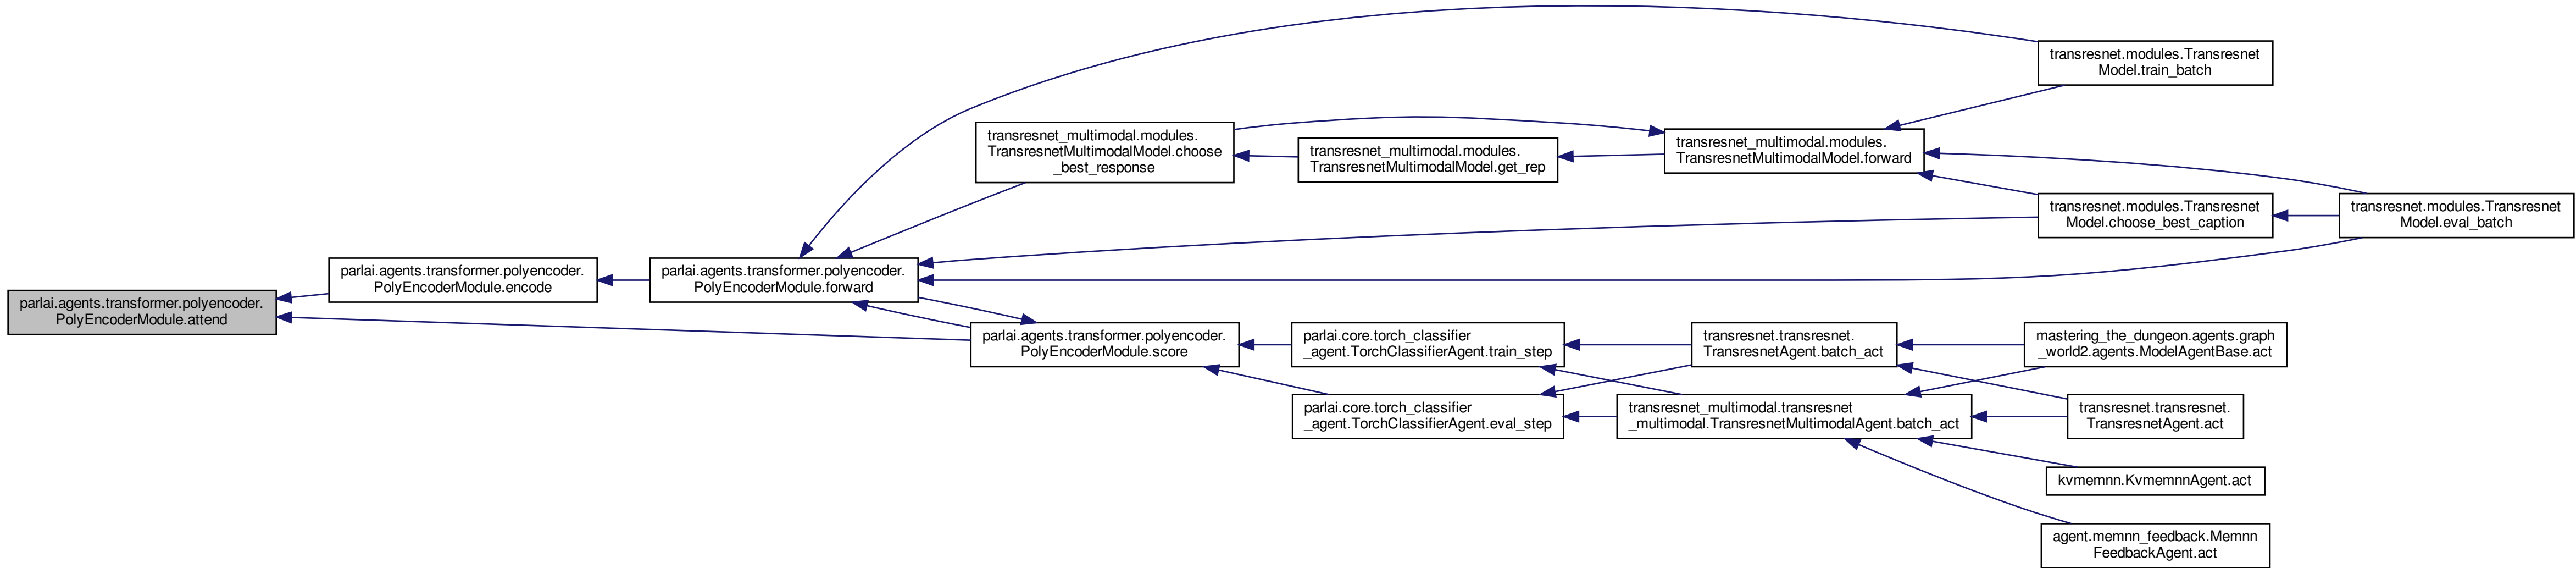 parlai.agents.transformer.polyencoder.
PolyEncoderModule.attend
parlai.agents.transformer.polyencoder.
PolyEncoderModule.encode
parlai.agents.transformer.polyencoder.
PolyEncoderModule.forward
transresnet_multimodal.modules.
TransresnetMultimodalModel.choose
_best_response
transresnet_multimodal.modules.
TransresnetMultimodalModel.get_rep
transresnet_multimodal.modules.
TransresnetMultimodalModel.forward
transresnet.modules.Transresnet
Model.train_batch
transresnet.modules.Transresnet
Model.choose_best_caption
transresnet.modules.Transresnet
Model.eval_batch
parlai.agents.transformer.polyencoder.
PolyEncoderModule.score
parlai.core.torch_classifier
_agent.TorchClassifierAgent.train_step
parlai.core.torch_classifier
_agent.TorchClassifierAgent.eval_step
transresnet.transresnet.
TransresnetAgent.batch_act
transresnet_multimodal.transresnet
_multimodal.TransresnetMultimodalAgent.batch_act
mastering_the_dungeon.agents.graph
_world2.agents.ModelAgentBase.act
transresnet.transresnet.
TransresnetAgent.act
kvmemnn.KvmemnnAgent.act
agent.memnn_feedback.Memnn
FeedbackAgent.act